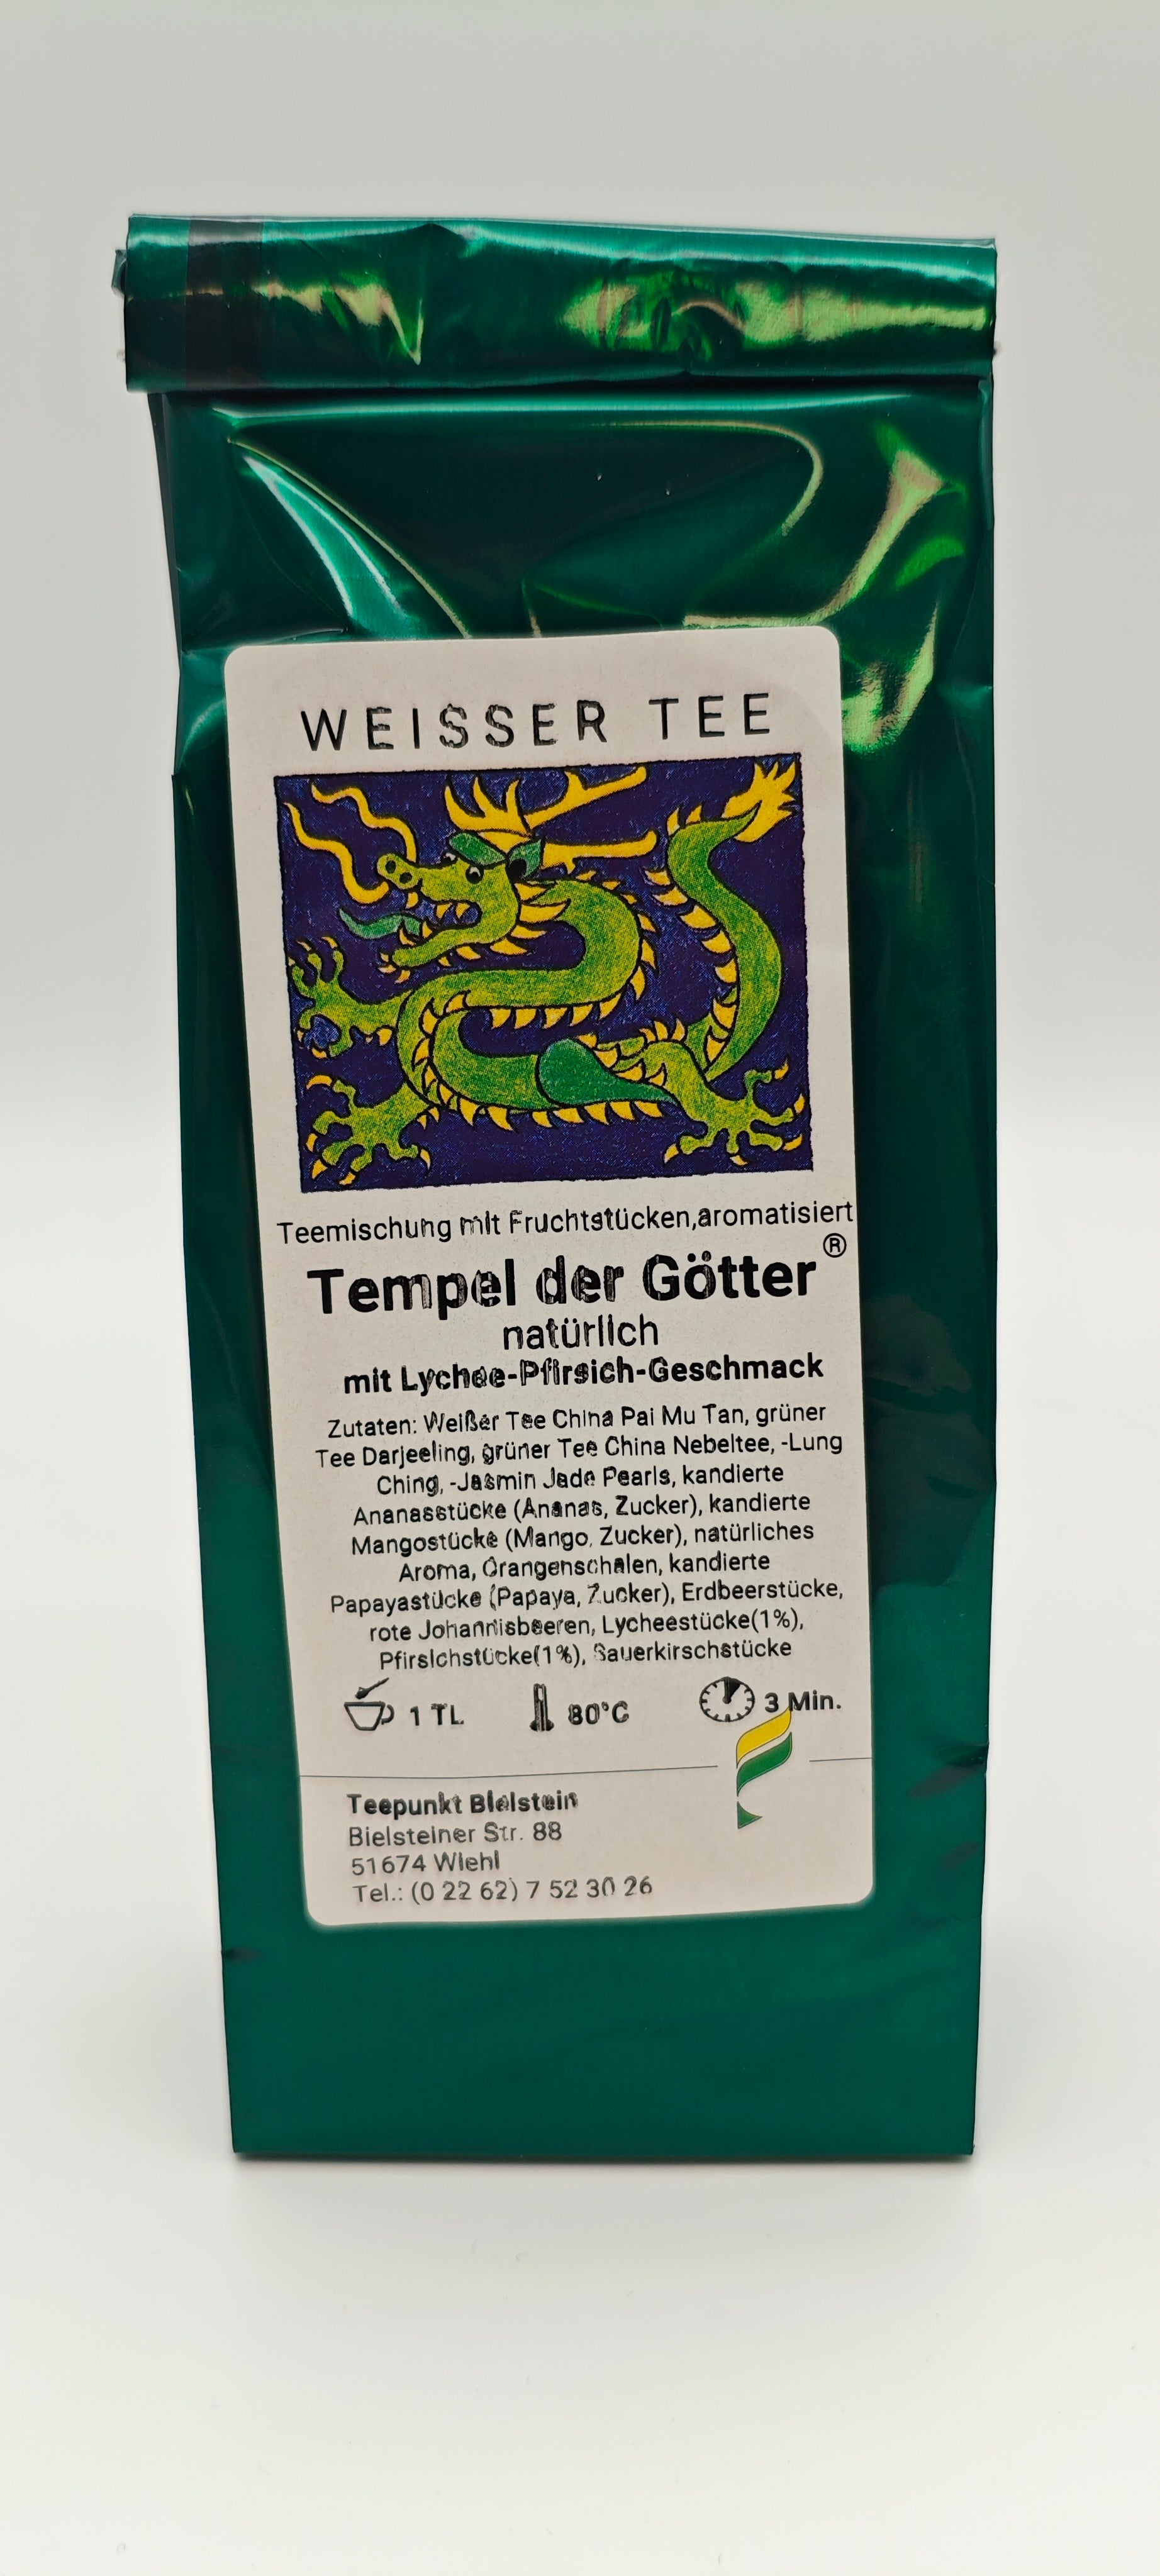 WEISSER TEE
Teemischung mit Fruchtstücken,aromatisiert
Tempel der Götter®
natürlich
mit Lychee-Pfirsich-Geschmack
Zutaten: Weißer Tee China Pai Mu Tan, grüner
Tee Darjeeling, grüner Tee China Nebeltee, -Lung
Ching, -Jasmin Jade Pearls, kandierte
Ananasstücke (Ananas, Zucker), kandierte
Mangostücke (Mango, Zucker), natürliches
Aroma, Orangenschalen, kandierte
Papayastücke (Papaya, Zucker), Erdbeerstücke,
rote Johannisbeeren, Lycheestücke(1%),
Pfirsichstücke(1%), Sauerkirschstücke
1 TL 80°C 3 Min.
Teepunkt Bielstein
Bielsteiner Str. 88
51674 Wiehl
Tel.: (0 22 62) 7 52 30 26